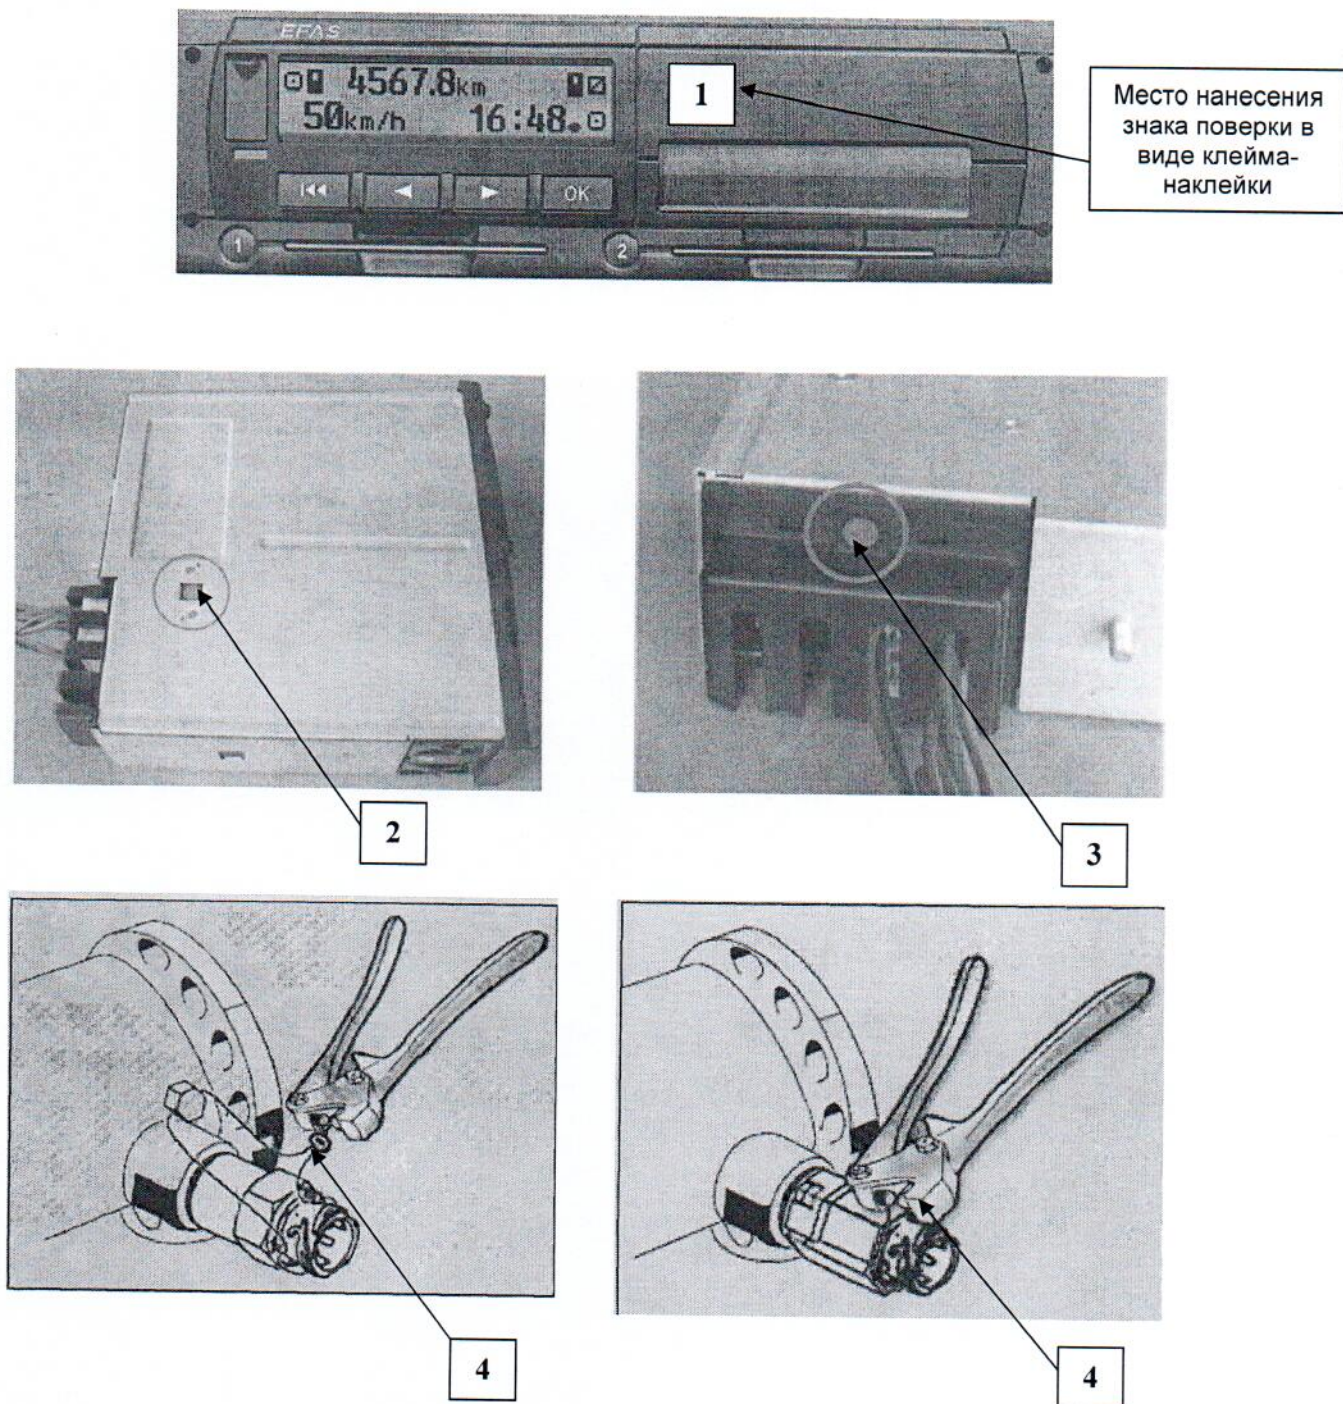 EFAS
4567.8km
50km/h 16:48
OK
1 2
1
Место нанесения
знака поверки в
виде клейма-
наклейки
2
3
4
4